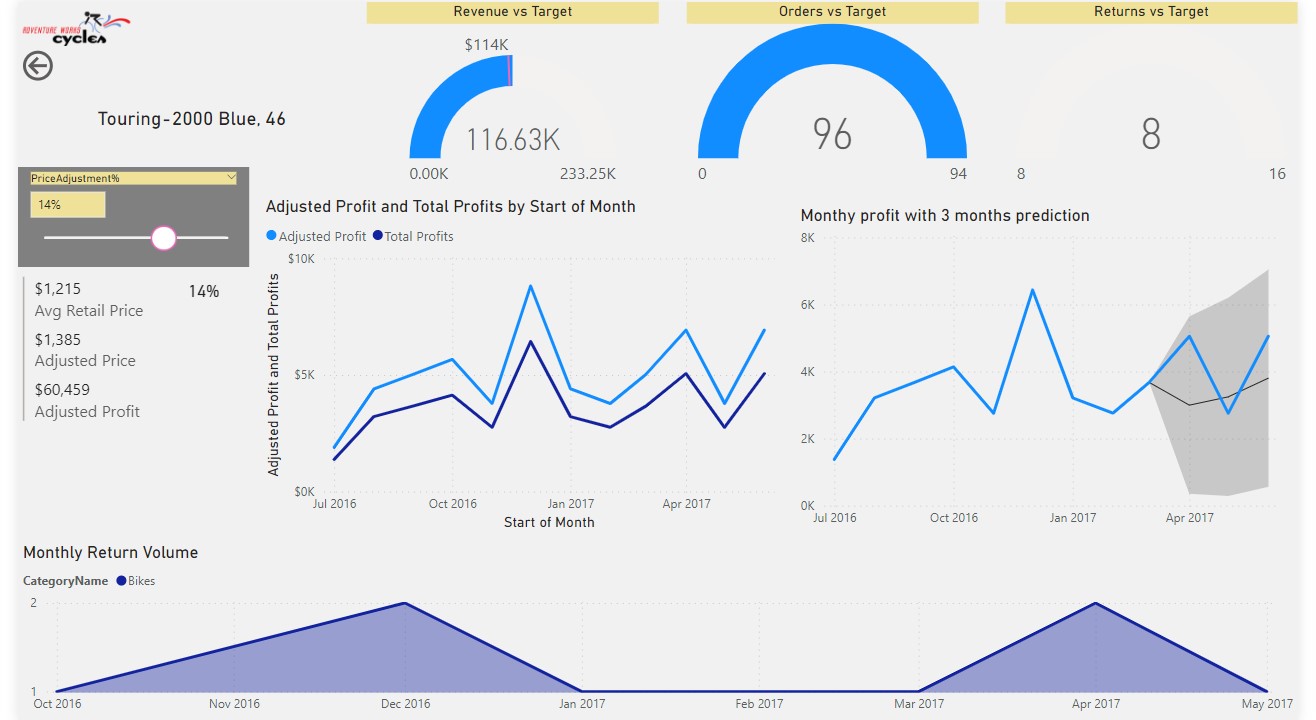 ADVENTURE WORKS
cycles
Revenue vs Target
Orders vs Target
Returns vs Target
$114K
116.63K
0.00K
233.25K
96
0
94
8
8
16
Touring-2000 Blue, 46
PriceAdjustment%
14%
$1,215
Avg Retail Price
14%
$1,385
Adjusted Price
$60,459
Adjusted Profit
Adjusted Profit and Total Profits by Start of Month
Adjusted Profit
Total Profits
Adjusted Profit and Total Profits
$10K
$5K
$0K
Jul 2016
Oct 2016
Jan 2017
Apr 2017
Start of Month
Monthy profit with 3 months prediction
8K
6K
4K
2K
0K
Jul 2016
Oct 2016
Jan 2017
Apr 2017
Monthly Return Volume
CategoryName
Bikes
2
1
Oct 2016
Nov 2016
Dec 2016
Jan 2017
Feb 2017
Mar 2017
Apr 2017
May 2017